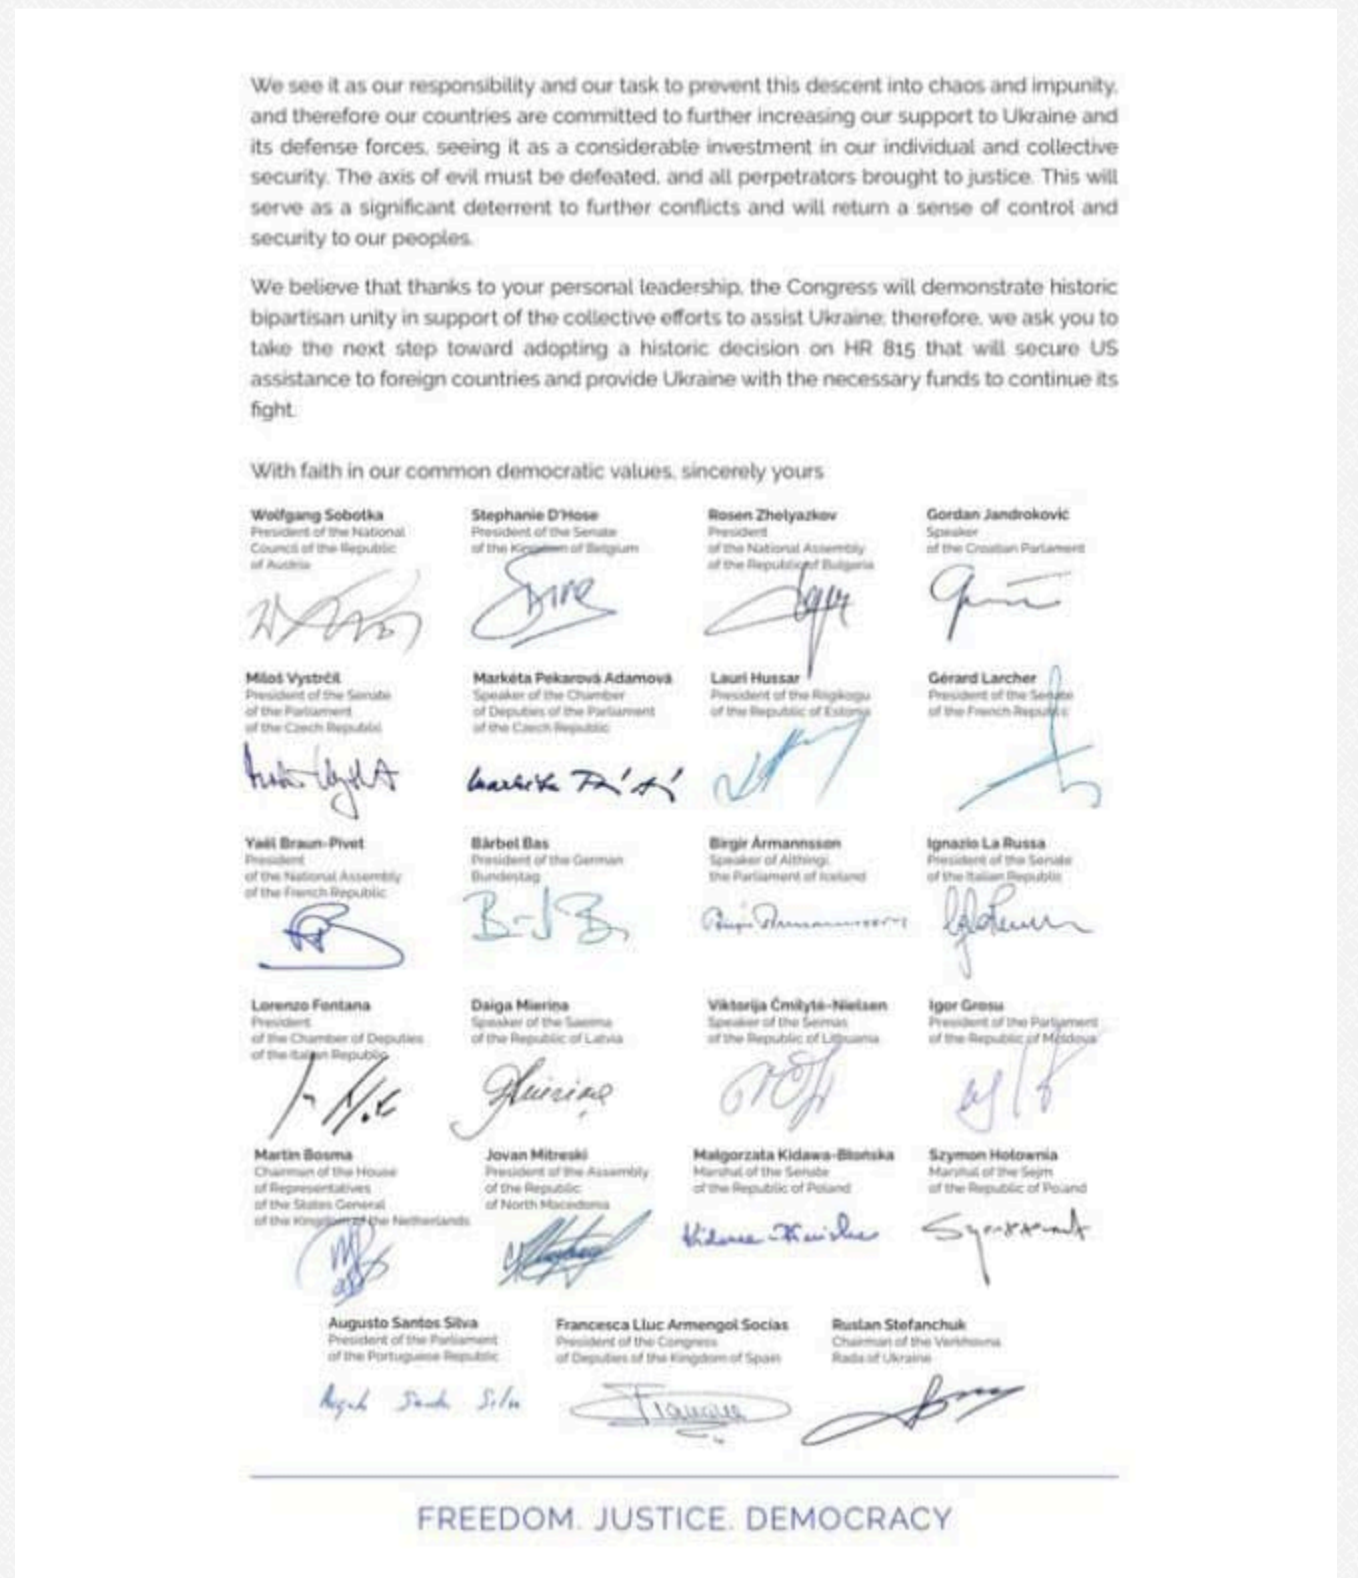 We see it as our responsibility and our task to prevent this descent into chaos and impunity,
and therefore our countries are committed to further increasing our support to Ukraine and
its defense forces, seeing it as a considerable investment in our individual and collective
security. The axis of evil must be defeated, and all perpetrators brought to justice. This will
serve as a significant deterrent to further conflicts and will return a sense of control and
security to our peoples.
We believe that thanks to your personal leadership, the Congress will demonstrate historic
bipartisan unity in support of the collective efforts to assist Ukraine; therefore, we ask you to
take the next step toward adopting a historic decision on HR 815 that will secure US
assistance to foreign countries and provide Ukraine with the necessary funds to continue its
fight.
With faith in our common democratic values, sincerely yours
Wolfgang Sobotka
President of the National
Council of the Republic
of Austria
Stephanie D'Hose
President of the Senate
of the Kingdom of Belgium
Rosen Zhelyazkov
President
of the National Assembly
of the Republic of Bulgaria
Gordan Jandroković
Speaker
of the Croatian Parliament
Miloš Vystrčil
President of the Senate
of the Parliament
of the Czech Republic
Markéta Pekarová Adamová
Speaker of the Chamber
of Deputies of the Parliament
of the Czech Republic
Lauri Hussar
President of the Riigikogu
of the Republic of Estonia
Gérard Larcher
President of the Senate
of the French Republic
Yaël Braun-Pivet
President
of the National Assembly
of the French Republic
Bärbel Bas
President of the German
Bundestag
Birgir Ármannsson
Speaker of Althingi,
the Parliament of Iceland
Ignazio La Russa
President of the Senate
of the Italian Republic
Lorenzo Fontana
President
of the Chamber of Deputies
of the Italian Republic
Daiga Mieriņa
Speaker of the Saeima
of the Republic of Latvia
Viktorija Čmilytė-Nielsen
Speaker of the Seimas
of the Republic of Lithuania
Igor Grosu
President of the Parliament
of the Republic of Moldova
Martin Bosma
Chairman of the House
of Representatives
of the States General
of the Kingdom of the Netherlands
Jovan Mitreski
President of the Assembly
of the Republic
of North Macedonia
Małgorzata Kidawa-Błońska
Marshal of the Senate
of the Republic of Poland
Szymon Hołownia
Marshal of the Sejm
of the Republic of Poland
Augusto Santos Silva
President of the Parliament
of the Portuguese Republic
Augusto Santos Silva
Francesca Lluc Armengol Socias
President of the Congress
of Deputies of the Kingdom of Spain
Ruslan Stefanchuk
Chairman of the Verkhovna
Rada of Ukraine
FREEDOM. JUSTICE. DEMOCRACY